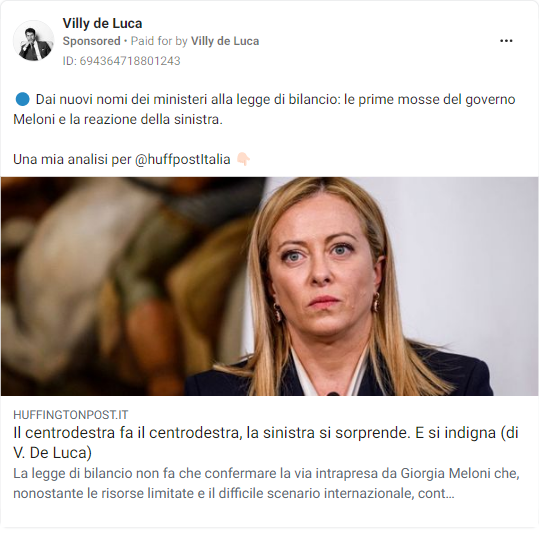 Villy de Luca
Sponsored • Paid for by Villy de Luca
ID: 694364718801243
🔵 Dai nuovi nomi dei ministeri alla legge di bilancio: le prime mosse del governo
Meloni e la reazione della sinistra.
Una mia analisi per @huffpostItalia 👇🏻
HUFFINGTONPOST.IT
Il centrodestra fa il centrodestra, la sinistra si sorprende. E si indigna (di
V. De Luca)
La legge di bilancio non fa che confermare la via intrapresa da Giorgia Meloni che,
nonostante le risorse limitate e il difficile scenario internazionale, cont...